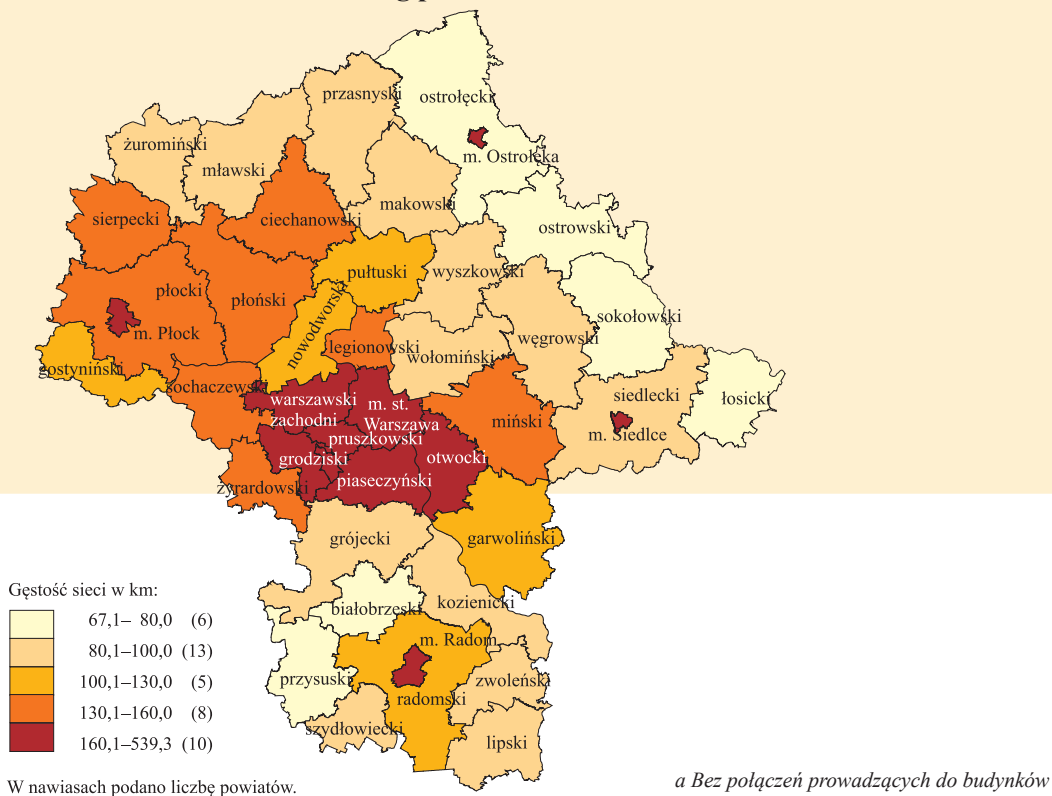 przasnyski
ostrołęcki
żuromiński
m. Ostrołęka
mławski
makowski
sierpecki
ciechanowski
ostrowski
pułtuski
wyszkowski
płocki
płoński
nowodworski
sokołowski
m. Płock
legionowski
węgrowski
wołomiński
gostyniński
sochaczewski
siedlecki
łosicki
warszawski
zachodni
m. st.
Warszawa
miński
m. Siedlce
pruszkowski
grodziski
otwocki
piaseczyński
żyrardowski
grójecki
garwoliński
białobrzeski
kozienicki
m. Radom
przysuski
zwoleński
radomski
szydłowiecki
lipski
Gęstość sieci w km:
67,1– 80,0 (6)
80,1–100,0 (13)
100,1–130,0 (5)
130,1–160,0 (8)
160,1–539,3 (10)
W nawiasach podano liczbę powiatów.
a Bez połączeń prowadzących do budynków